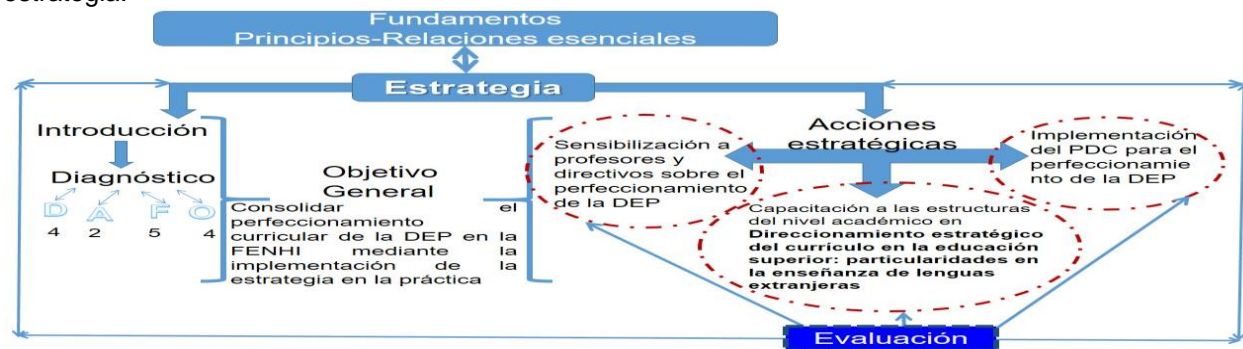 estrategia.
Fundamentos
Principios-Relaciones esenciales
Estrategia
Introducción
Diagnóstico
D A F O
4 2 5 4
Objetivo
General
Consolidar el
perfeccionamiento
curricular de la DEP en la
FENHI mediante la
implementación de la
estrategia en la práctica
Acciones
estratégicas
Sensibilización a
profesores y
directivos sobre el
perfeccionamiento
de la DEP
Capacitación a las estructuras
del nivel académico en
Direccionamiento estratégico
del currículo en la educación
superior: particularidades en
la enseñanza de lenguas
extranjeras
Implementación
del PDC para el
perfeccionamie
nto de la DEP
Evaluación